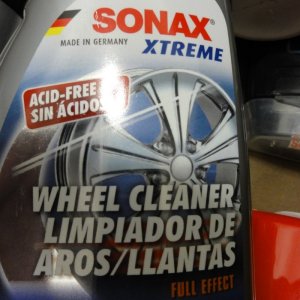 SONAX
MADE IN GERMANY XTREME
ACID-FREE
SIN ÁCIDOS
WHEEL CLEANER
LIMPIADOR DE
AROS/LLANTAS
FULL EFFECT